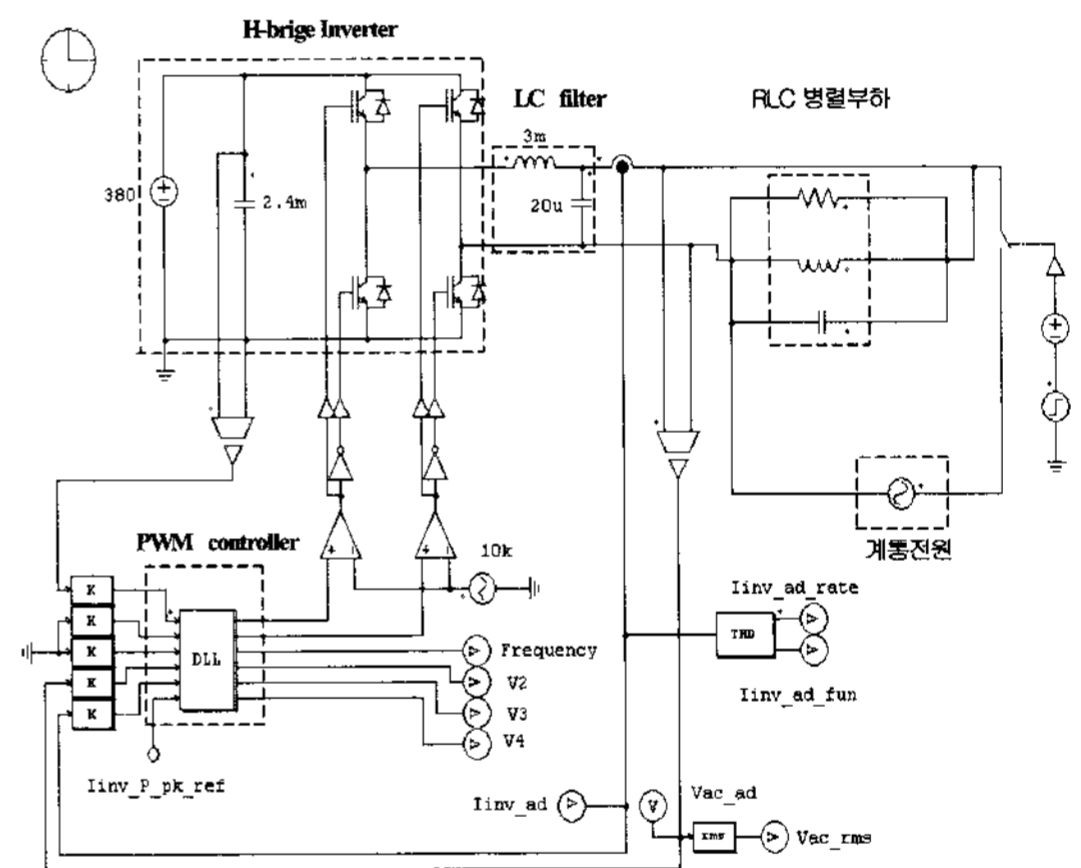 H-brige Inverter
LC filter
RLC 병렬부하
3m
380
2.4m
20u
PWM controller
10k
계통전원
K
K
K
K
K
DLL
Frequency
V2
V3
V4
Iinv_P_pk_ref
Iinv_ad_rate
THD
Iinv_ad_fun
Iinv_ad
V
Vac_ad
rms
Vac_rms